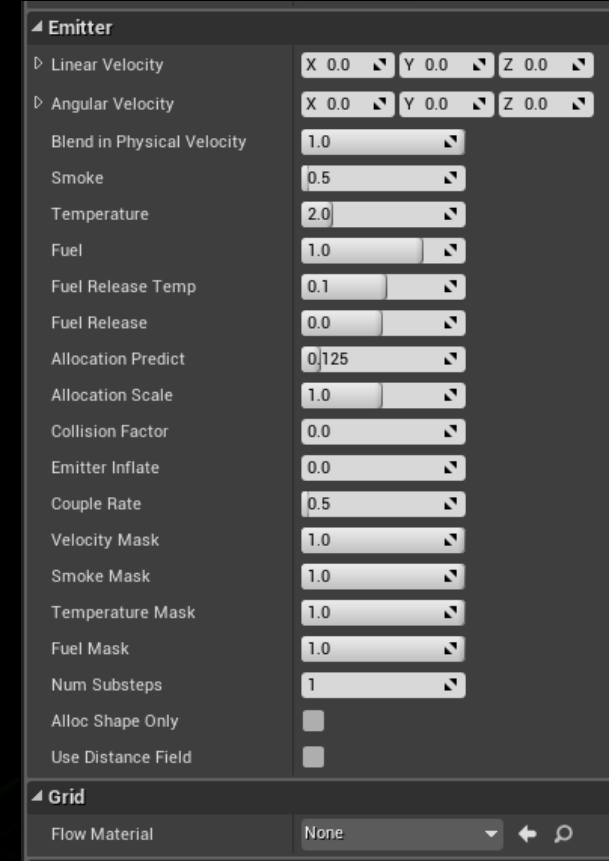 Emitter
Linear Velocity X 0.0 Y 0.0 Z 0.0
Angular Velocity X 0.0 Y 0.0 Z 0.0
Blend in Physical Velocity 1.0
Smoke 0.5
Temperature 2.0
Fuel 1.0
Fuel Release Temp 0.1
Fuel Release 0.0
Allocation Predict 0.125
Allocation Scale 1.0
Collision Factor 0.0
Emitter Inflate 0.0
Couple Rate 0.5
Velocity Mask 1.0
Smoke Mask 1.0
Temperature Mask 1.0
Fuel Mask 1.0
Num Substeps 1
Alloc Shape Only
Use Distance Field
Grid
Flow Material None